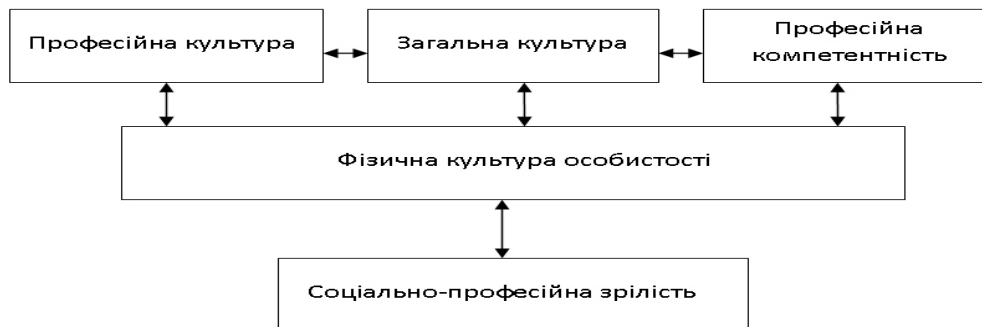 Професійна культура
Загальна культура
Професійна
компетентність
Фізична культура особистості
Соціально-професійна зрілість